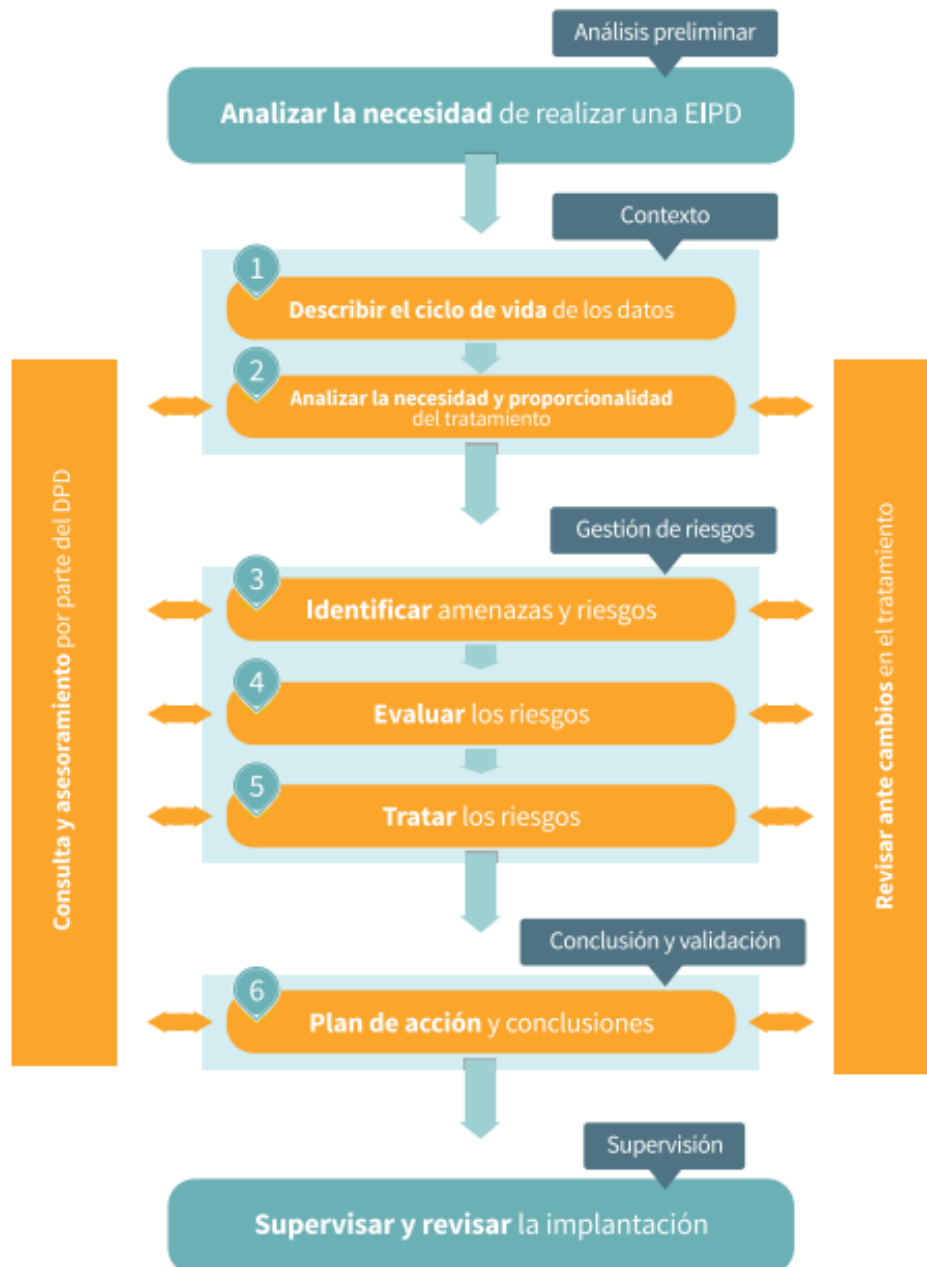 Análisis preliminar
Analizar la necesidad de realizar una EIPD
Contexto
1
Describir el ciclo de vida de los datos
2
Analizar la necesidad y proporcionalidad
del tratamiento
Consulta y asesoramiento por parte del DPD
Revisar ante cambios en el tratamiento
Gestión de riesgos
3
Identificar amenazas y riesgos
4
Evaluar los riesgos
5
Tratar los riesgos
Conclusión y validación
6
Plan de acción y conclusiones
Supervisión
Supervisar y revisar la implantación